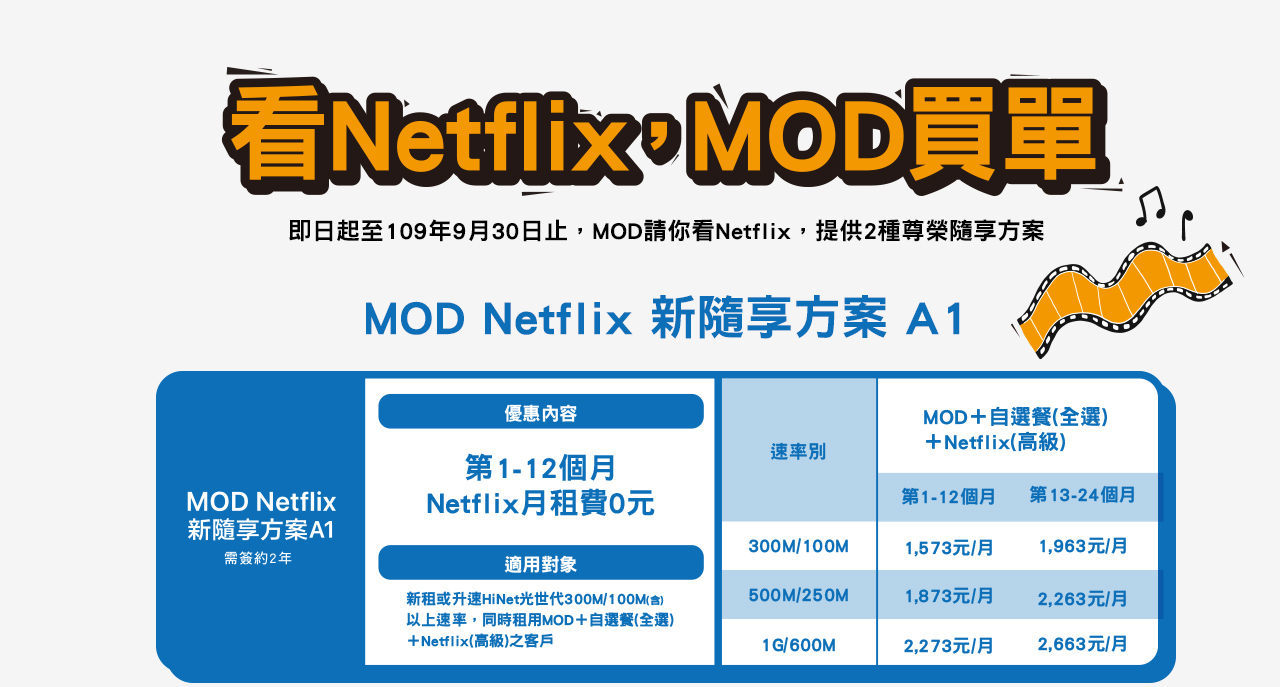 看Netflix，MOD買單
即日起至109年9月30日止，MOD請你看Netflix，提供2種尊榮隨享方案
MOD Netflix 新隨享方案 A1
MOD Netflix
新隨享方案A1
需簽約2年
優惠內容
第1-12個月
Netflix月租費0元
適用對象
新租或升速HiNet光世代300M/100M(含)
以上速率，同時租用MOD＋自選餐(全選)
＋Netflix(高級)之客戶
速率別
MOD＋自選餐(全選)
＋Netflix(高級)
第1-12個月 第13-24個月
300M/100M 1,573元/月 1,963元/月
500M/250M 1,873元/月 2,263元/月
1G/600M 2,273元/月 2,663元/月